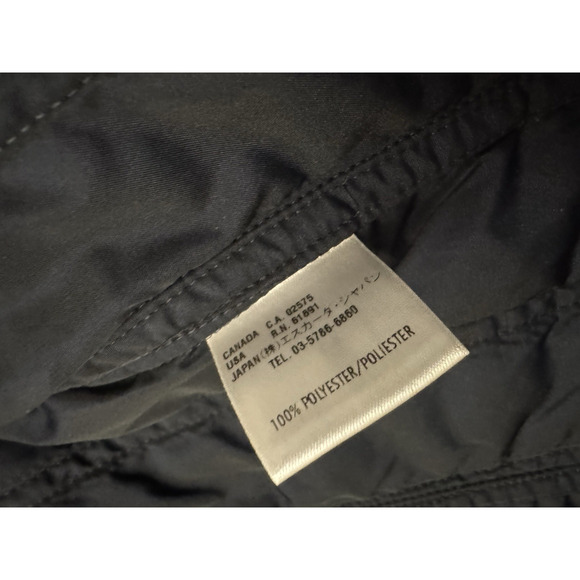 CANADA C.A. 02575
USA R.N. 61891
JAPAN(株)エスカーダ・ジャパン
TEL. 03-5786-6860
100% POLYESTER/POLIESTER